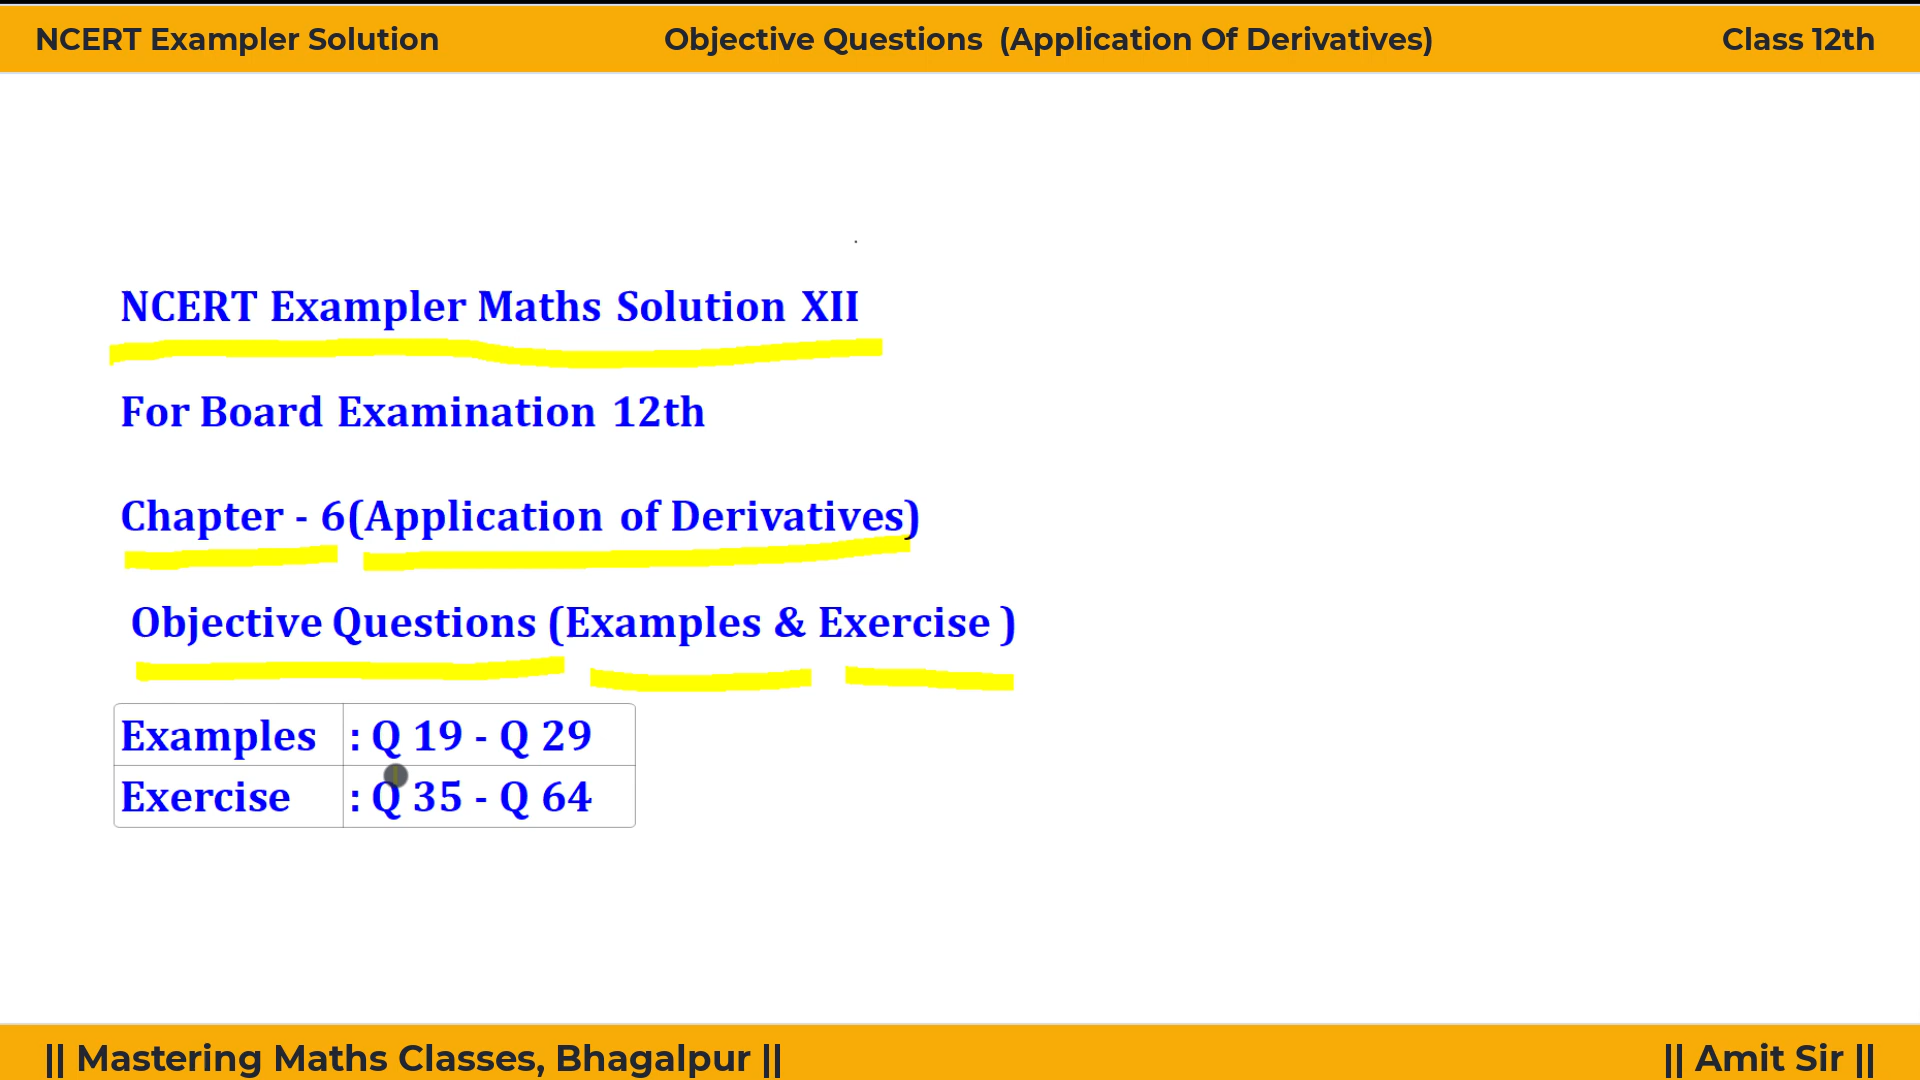 NCERT Exampler Solution Objective Questions (Application Of Derivatives) Class 12th
NCERT Exampler Maths Solution XII
For Board Examination 12th
Chapter - 6(Application of Derivatives)
Objective Questions (Examples & Exercise )
Examples : Q 19 - Q 29
Exercise : Q 35 - Q 64
|| Mastering Maths Classes, Bhagalpur || || Amit Sir ||